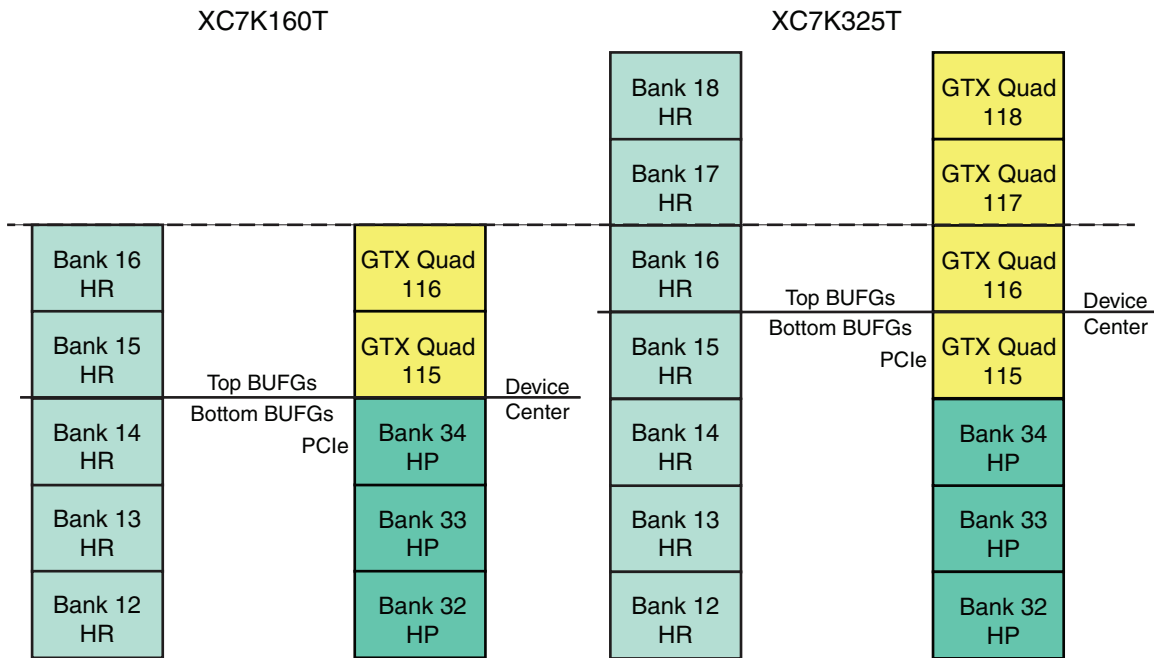 XC7K160T
XC7K325T
Bank 18
HR
GTX Quad
118
Bank 17
HR
GTX Quad
117
Bank 16
HR
GTX Quad
116
Bank 16
HR
GTX Quad
116
Bank 15
HR
GTX Quad
115
Top BUFGs
Device
Bottom BUFGs
Center
PCIe
Bank 15
HR
GTX Quad
115
Top BUFGs
Device
Bottom BUFGs
Center
PCIe
Bank 14
HR
Bank 34
HP
Bank 14
HR
Bank 34
HP
Bank 13
HR
Bank 33
HP
Bank 13
HR
Bank 33
HP
Bank 12
HR
Bank 32
HP
Bank 12
HR
Bank 32
HP